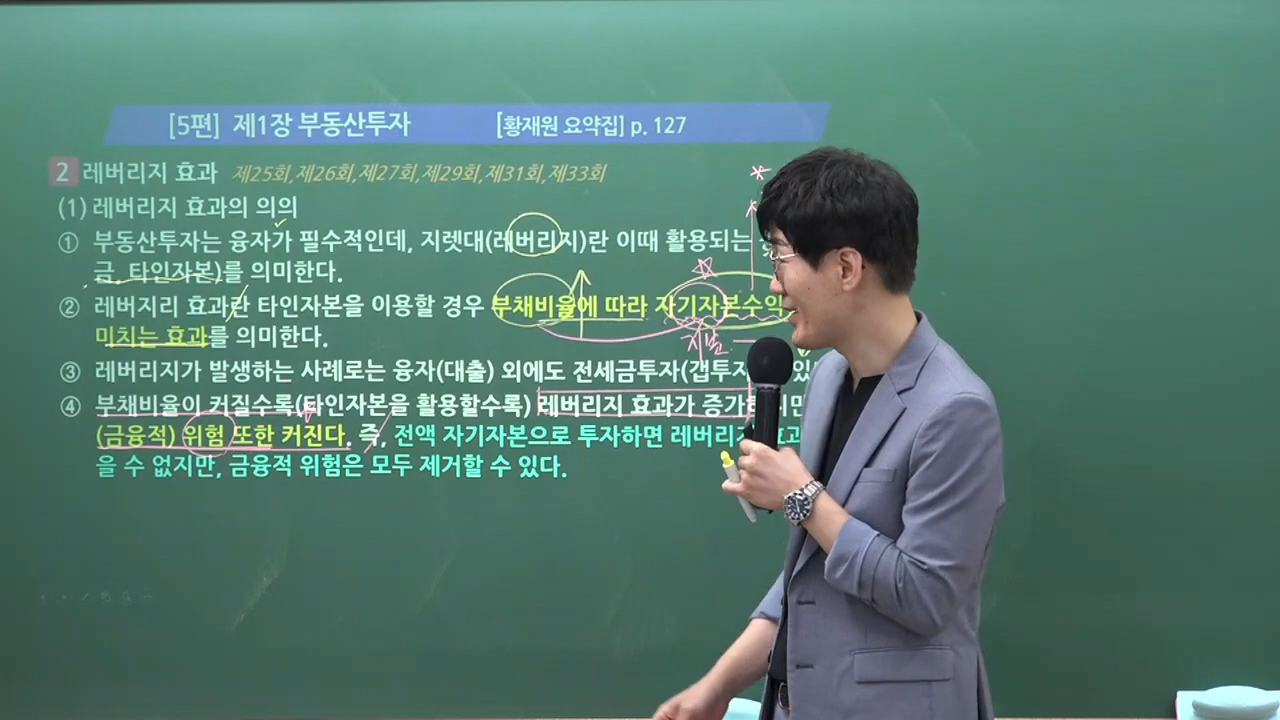 [5편] 제1장 부동산투자 [황재원 요약집] p. 127
2 레버리지 효과 제25회,제26회,제27회,제29회,제31회,제33회
(1) 레버리지 효과의 의의
① 부동산투자는 융자가 필수적인데, 지렛대(레버리지)란 이때 활용되는
금, 타인자본)를 의미한다.
② 레버지리 효과란 타인자본을 이용할 경우 부채비율에 따라 자기자본수익
미치는 효과를 의미한다.
지분
③ 레버리지가 발생하는 사례로는 융자(대출) 외에도 전세금투자(갭투자
④ 부채비율이 커질수록(타인자본을 활용할수록) 레버리지 효과가 증가
(금융적) 위험 또한 커진다. 즉, 전액 자기자본으로 투자하면 레버리지
을 수 없지만, 금융적 위험은 모두 제거할 수 있다.